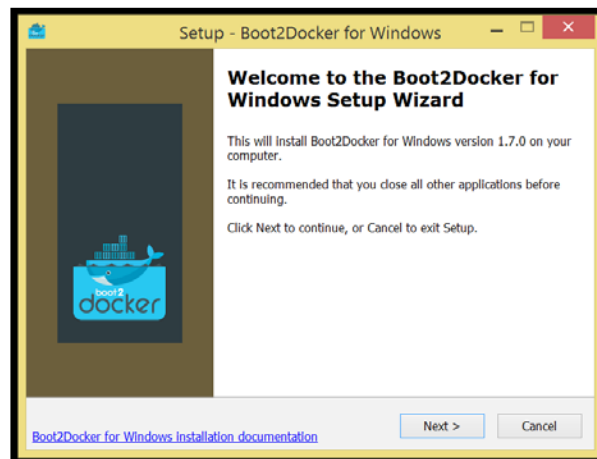 Setup - Boot2Docker for Windows
Welcome to the Boot2Docker for
Windows Setup Wizard
This will install Boot2Docker for Windows version 1.7.0 on your
computer.
It is recommended that you close all other applications before
continuing.
Click Next to continue, or Cancel to exit Setup.
boot2
docker
Next >
Cancel
Boot2Docker for Windows installation documentation